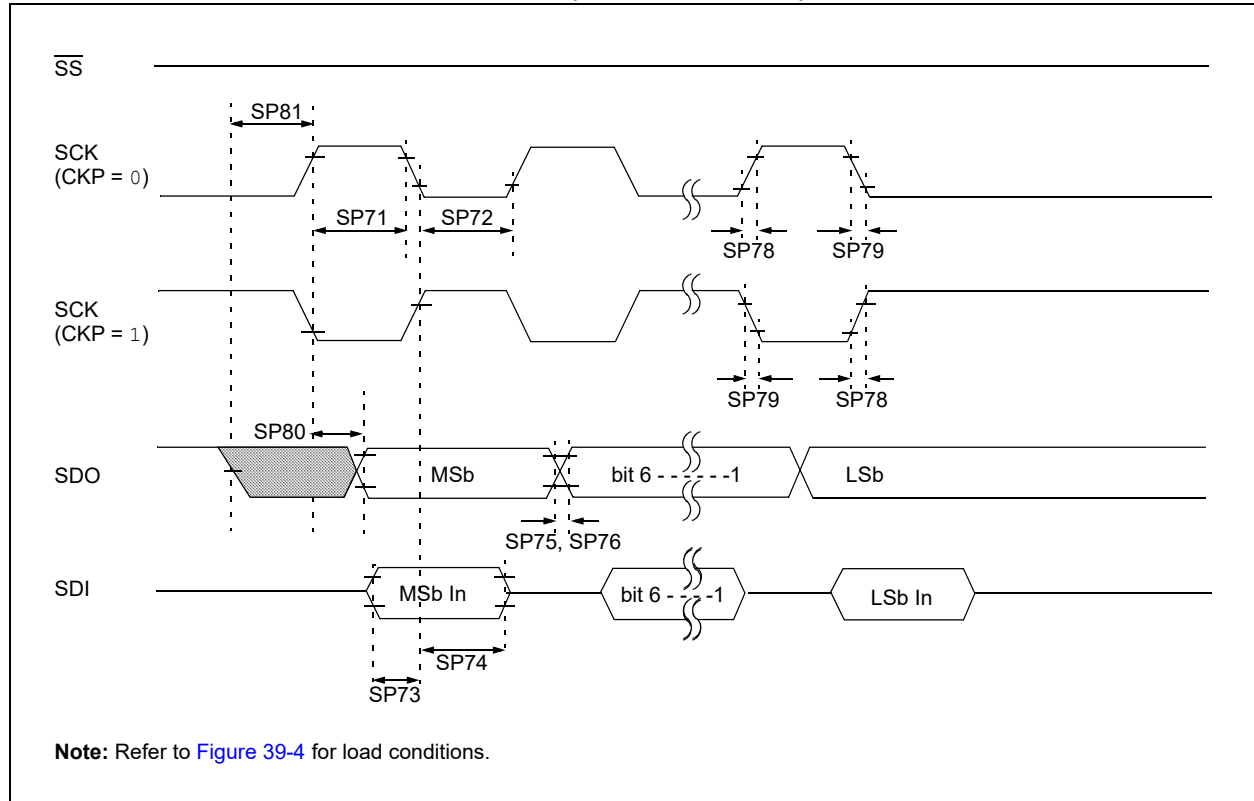 SS
SP81
SCK
(CKP = 0)
SP71
SP72
SP78
SP79
SCK
(CKP = 1)
SP79
SP78
SP80
SDO
MSb
bit 6 - - - - - -1
LSb
SP75, SP76
SDI
MSb In
bit 6 - - - -1
LSb In
SP74
SP73
Note: Refer to Figure 39-4 for load conditions.